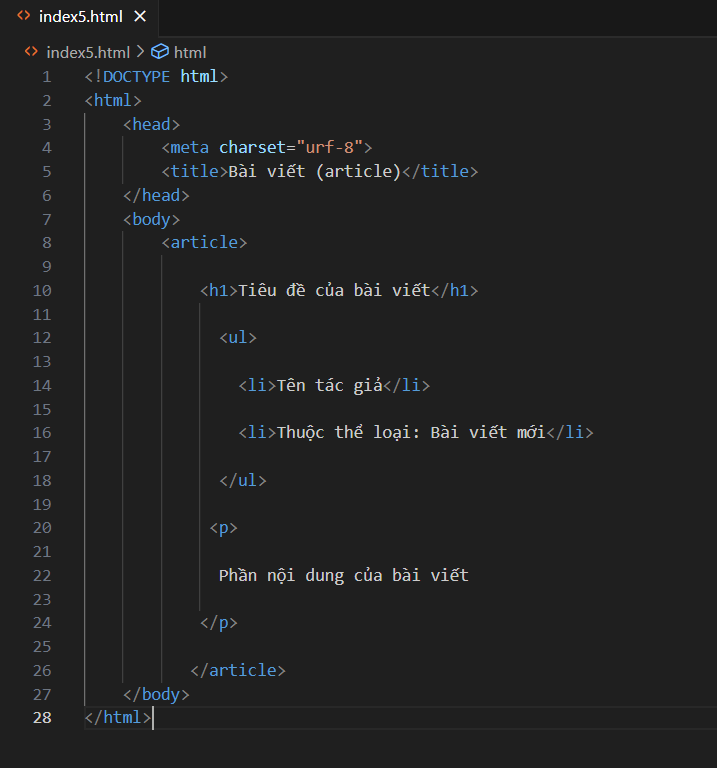 index5.html
index5.html > html
1 <!DOCTYPE html>
2 <html>
3 <head>
4 <meta charset="urf-8">
5 <title>Bài viết (article)</title>
6 </head>
7 <body>
8 <article>
9
10 <h1>Tiêu đề của bài viết</h1>
11
12 <ul>
13
14 <li>Tên tác giả</li>
15
16 <li>Thuộc thể loại: Bài viết mới</li>
17
18 </ul>
19
20 <p>
21
22 Phần nội dung của bài viết
23
24 </p>
25
26 </article>
27 </body>
28 </html>